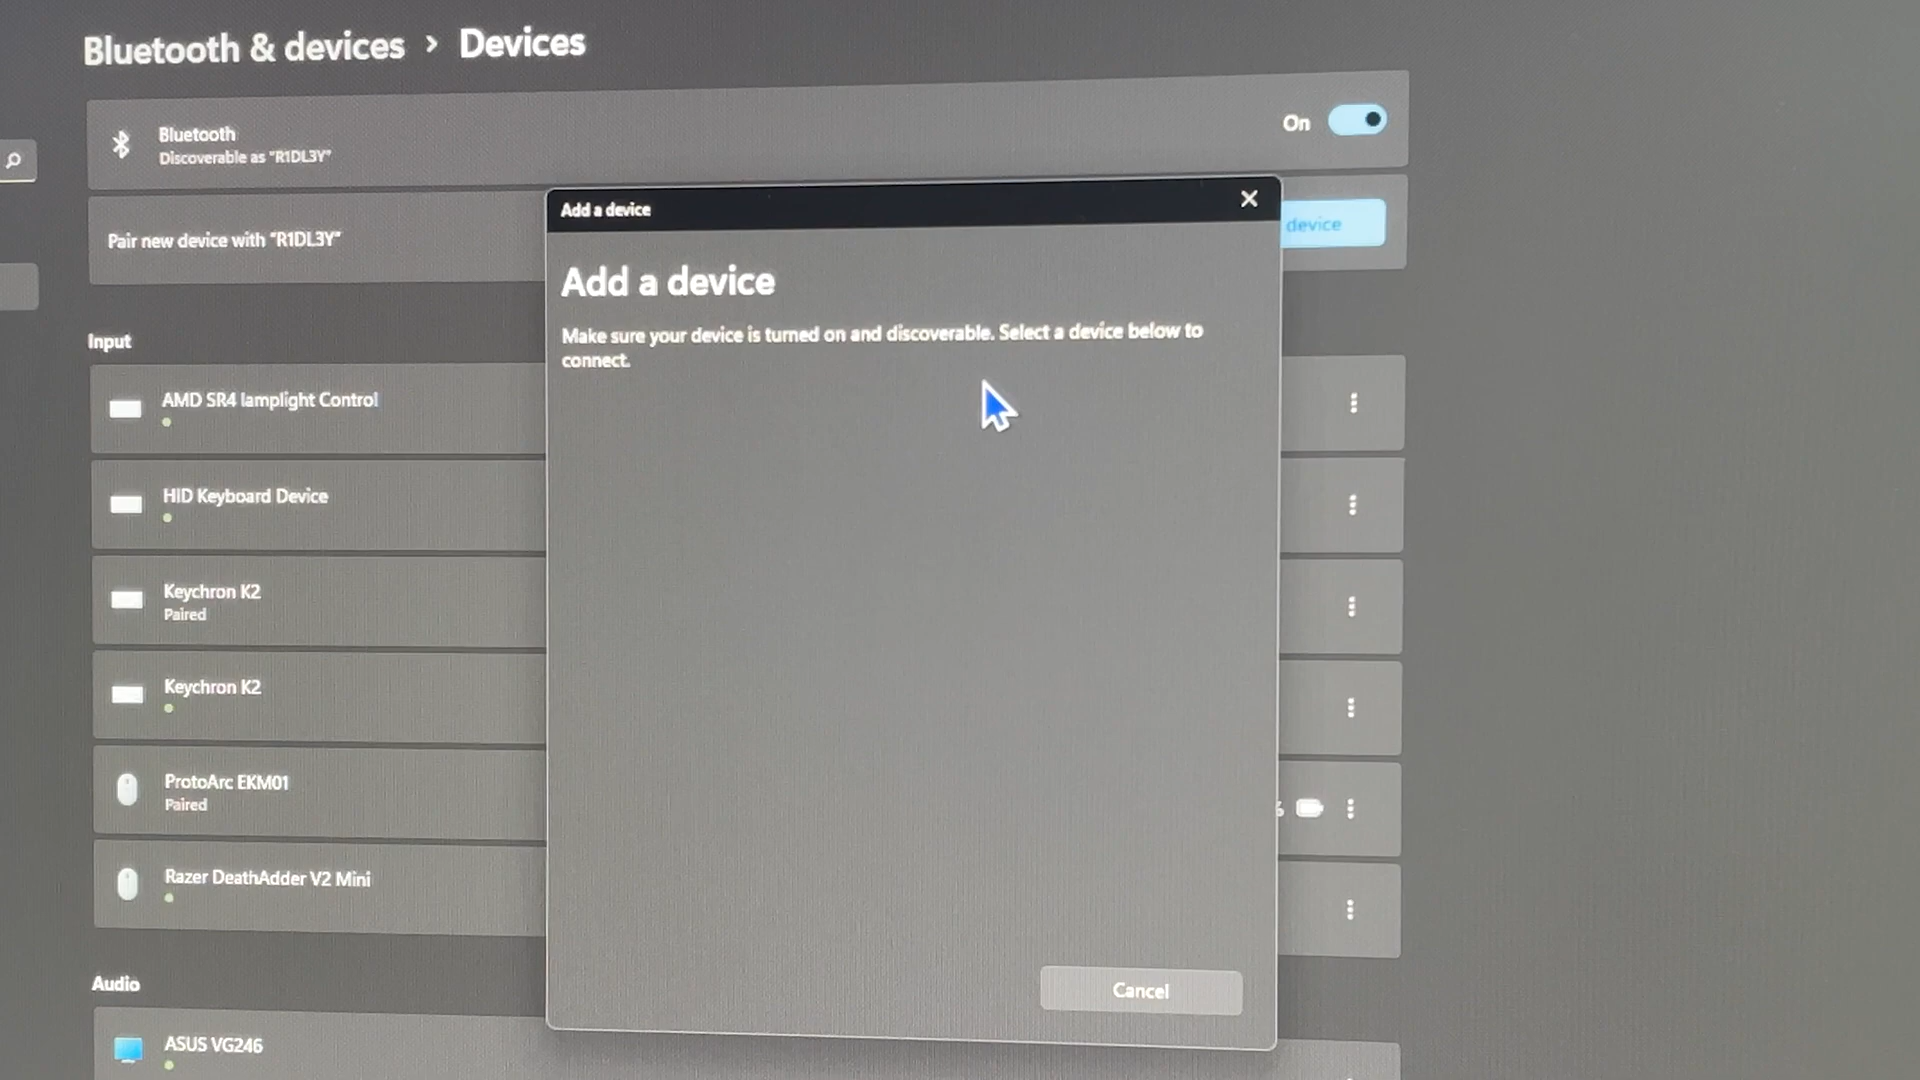 Bluetooth & devices › Devices
Bluetooth
Discoverable as "R1DL3Y"
On
Pair new device with "R1DL3Y"
device
Add a device
Add a device
Make sure your device is turned on and discoverable. Select a device below to
connect.
Input
AMD SR4 lamplight Control
HID Keyboard Device
Keychron K2
Paired
Keychron K2
ProtoArc EKM01
Paired
%
Razer DeathAdder V2 Mini
Cancel
Audio
ASUS VG246